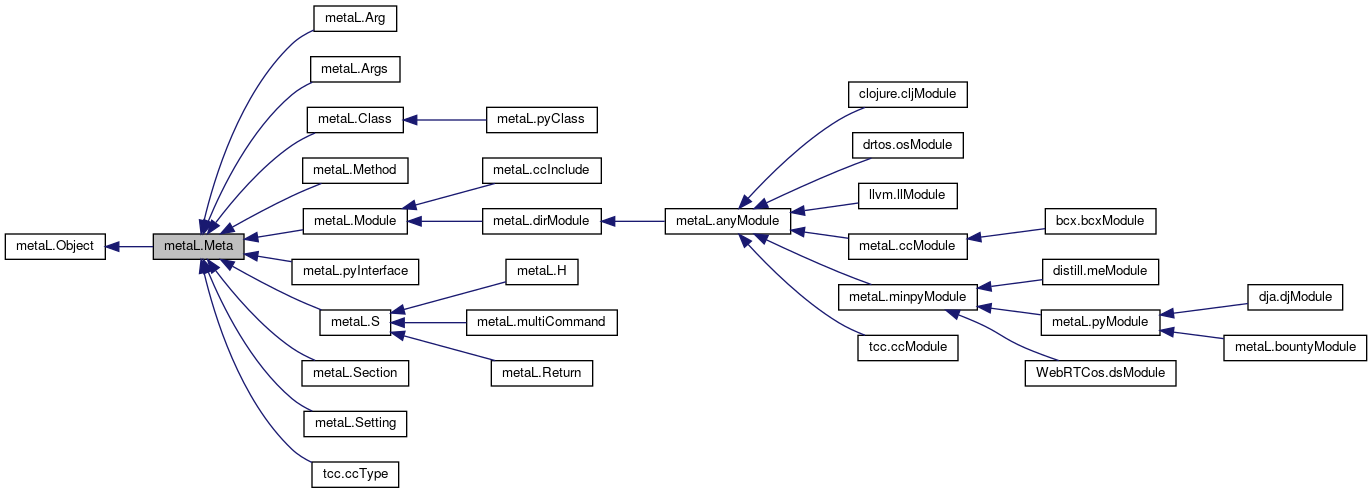 metaL.Arg
metaL.Args
clojure.cljModule
metaL.Class
metaL.pyClass
drtos.osModule
metaL.Method
metaL.ccInclude
llvm.llModule
metaL.Module
metaL.dirModule
metaL.anyModule
bcx.bcxModule
metaL.Object
metaL.Meta
metaL.ccModule
metaL.pyInterface
metaL.H
distill.meModule
metaL.minpyModule
dja.djModule
metaL.S
metaL.multiCommand
metaL.pyModule
tcc.ccModule
metaL.bountyModule
metaL.Section
metaL.Return
WebRTCos.dsModule
metaL.Setting
tcc.ccType